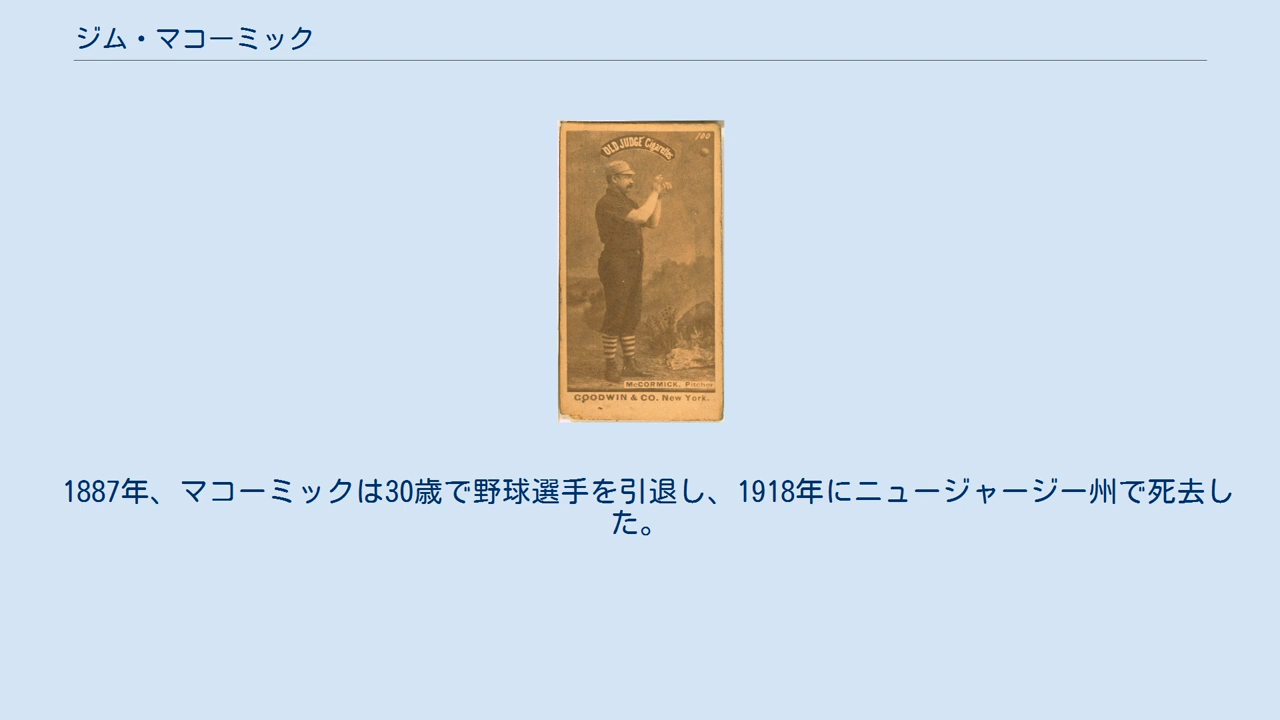 ジム・マコーミック
OLD JUDGE Cigarettes
100
McCORMICK. Pitcher
GOODWIN & CO. New York.
1887年、マコーミックは30歳で野球選手を引退し、1918年にニュージャージー州で死去し
た。